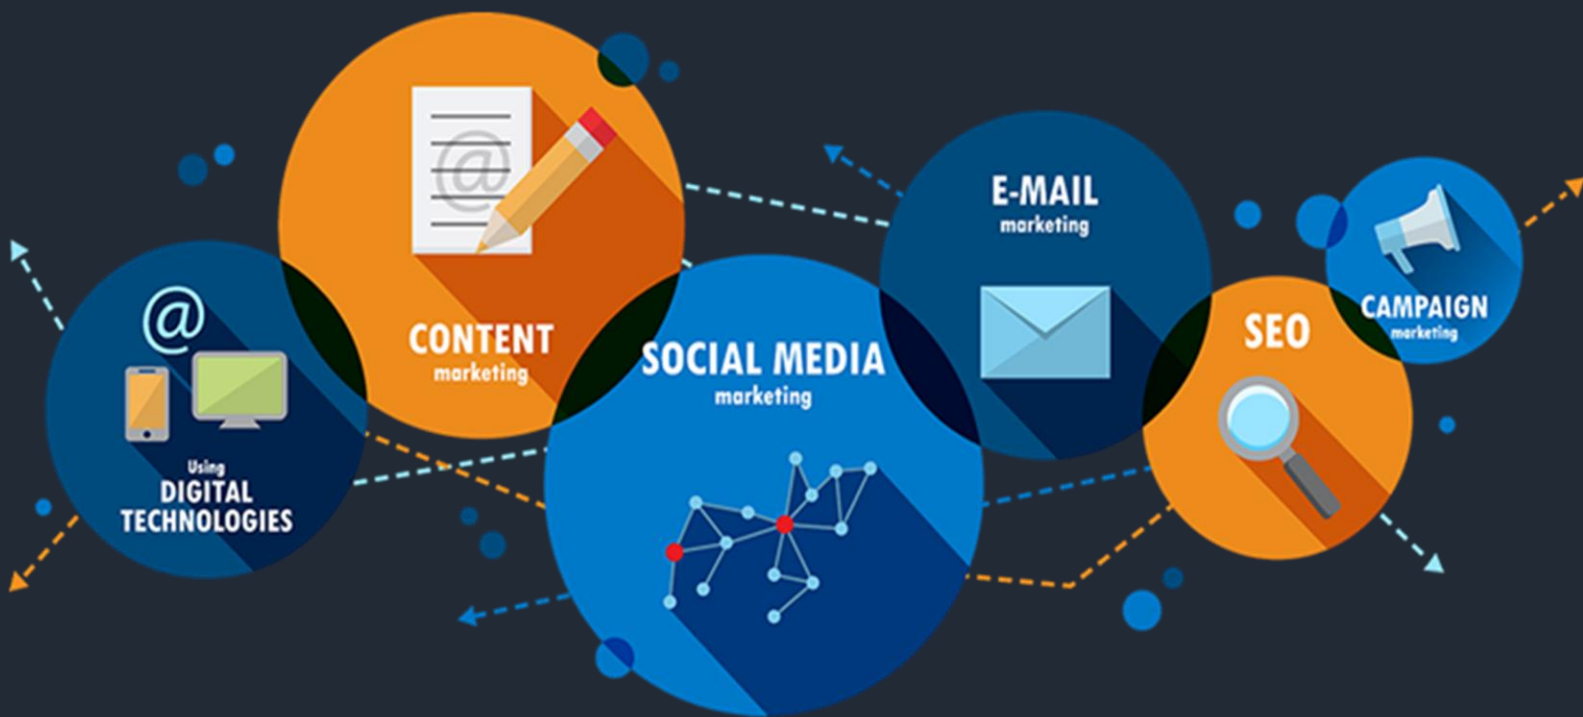 @
Using
DIGITAL
TECHNOLOGIES
@
CONTENT
marketing
SOCIAL MEDIA
marketing
E-MAIL
marketing
SEO
CAMPAIGN
marketing